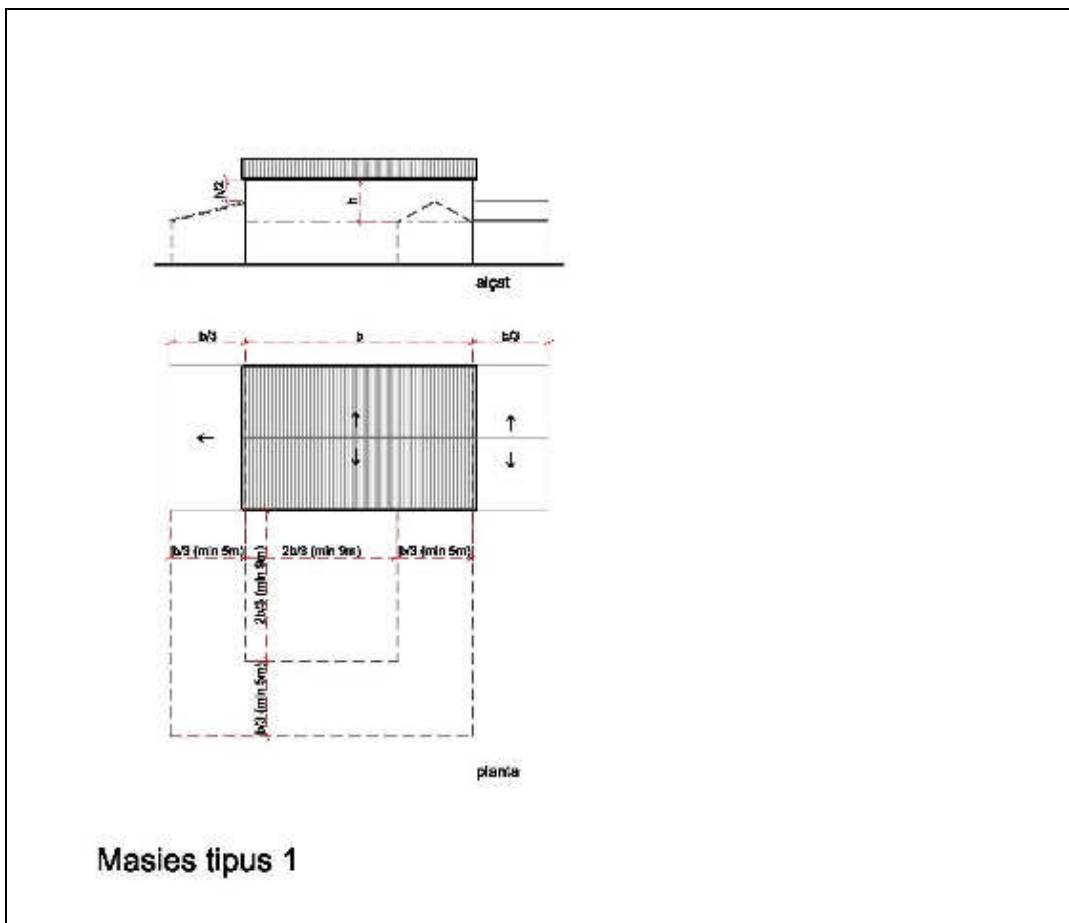 h/2
h
alçat
b/3 b b/3
b/3 (min 5m) 2b/3 (min 9m) b/3 (min 5m)
2b/3 (min 9m)
b/3 (min 5m)
planta
Masies tipus 1